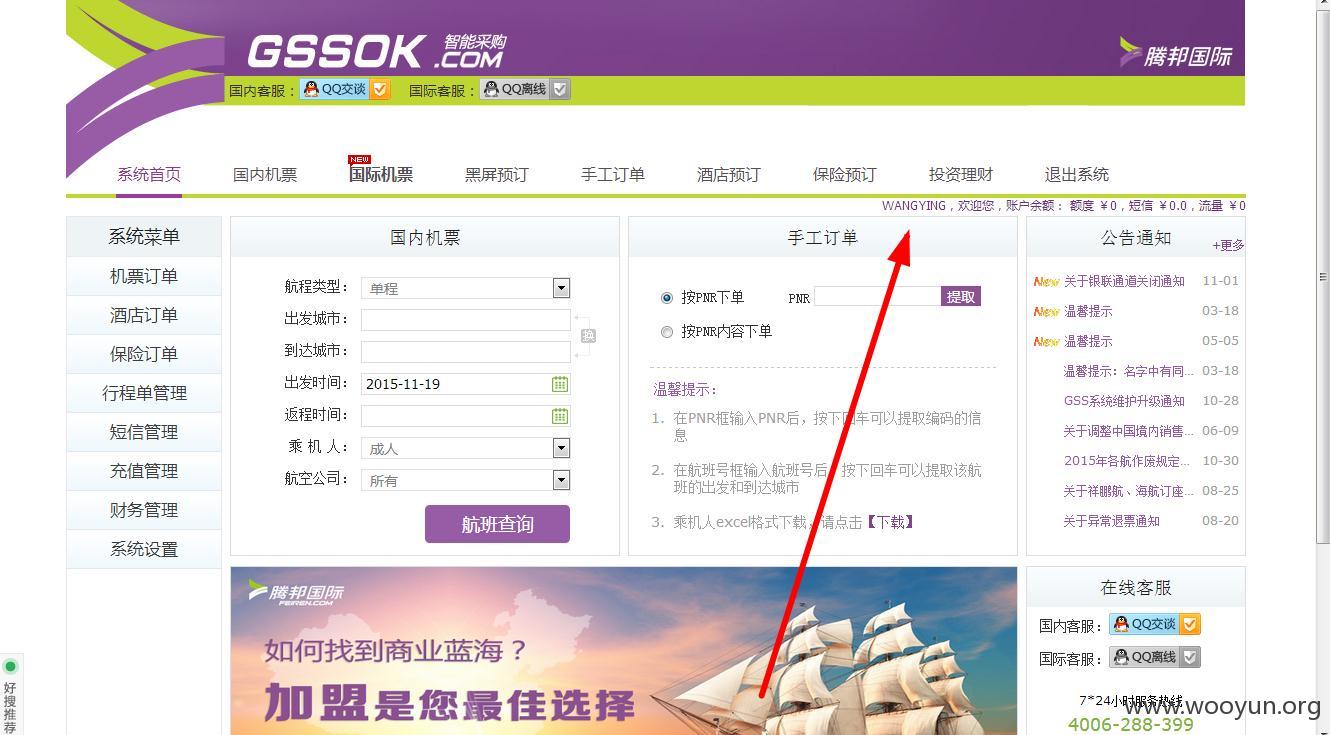 GSSOK .COM 智能采购
腾邦国际
国内客服： QQ交谈 国际客服： QQ离线
NEW
系统首页 国内机票 国际机票 黑屏预订 手工订单 酒店预订 保险预订 投资理财 退出系统
WANGYING，欢迎您，账户余额： 额度 ￥0，短信 ￥0.0，流量 ￥0
系统菜单
机票订单
酒店订单
保险订单
行程单管理
短信管理
充值管理
财务管理
系统设置
国内机票
航程类型： 单程
出发城市：
到达城市：
换
出发时间： 2015-11-19
返程时间：
乘 机 人： 成人
航空公司： 所有
航班查询
手工订单
按PNR下单 PNR 提取
按PNR内容下单
温馨提示：
1. 在PNR框输入PNR后，按下回车可以提取编码的信
息
2. 在航班号框输入航班号后，按下回车可以提取该航
班的出发和到达城市
3. 乘机人excel格式下载，请点击【下载】
公告通知 +更多
New 关于银联通道关闭通知 11-01
New 温馨提示 03-18
New 温馨提示 05-05
温馨提示：名字中有同... 03-18
GSS系统维护升级通知 10-28
关于调整中国境内销售... 06-09
2015年各航作废规定... 10-30
关于祥鹏航、海航订座... 08-25
关于异常退票通知 08-20
腾邦国际
FEIREN.COM
如何找到商业蓝海？
加盟是您最佳选择
在线客服
国内客服： QQ交谈
国际客服： QQ离线
7*24小时服务热线
4006-288-399
www.wooyun.org
好搜推荐